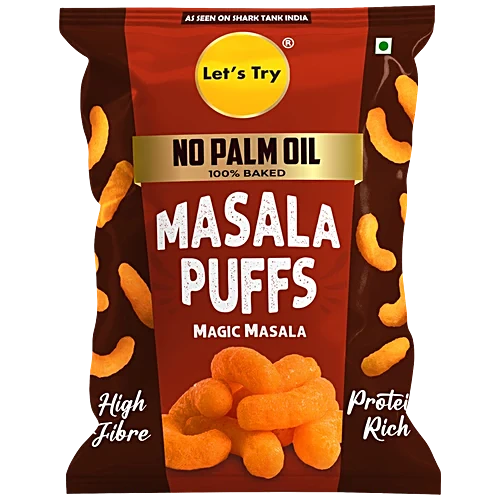 AS SEEN ON SHARK TANK INDIA
Let's Try
®
NO PALM OIL
100% BAKED
MASALA
PUFFS
MAGIC MASALA
High
Fibre
Protei
Rich